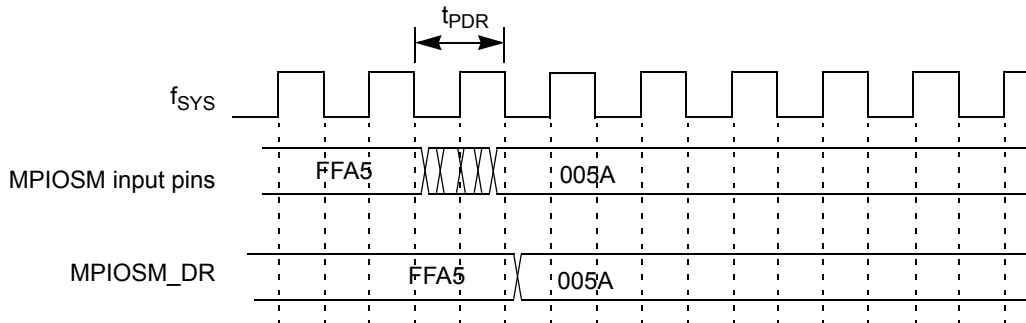 tPDR
fSYS
MPIOSM input pins FFA5 005A
MPIOSM_DR FFA5 005A